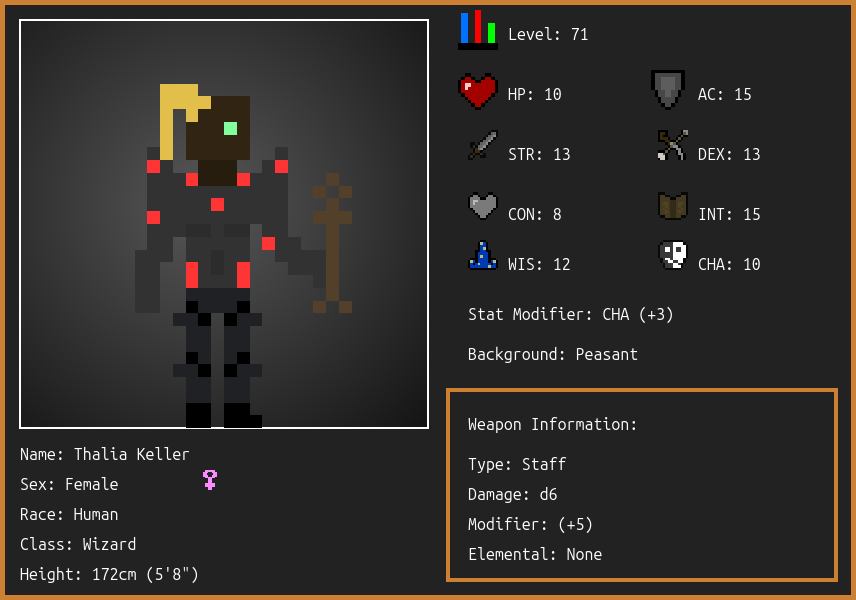 Level: 71
HP: 10
AC: 15
STR: 13
DEX: 13
CON: 8
INT: 15
WIS: 12
CHA: 10
Stat Modifier: CHA (+3)
Background: Peasant
Weapon Information:
Type: Staff
Damage: d6
Modifier: (+5)
Elemental: None
Name: Thalia Keller
Sex: Female
Race: Human
Class: Wizard
Height: 172cm (5'8")